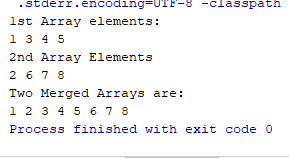 .stderr.encoding=UTF-8 -classpath
1st Array elements:
1 3 4 5
2nd Array Elements
2 6 7 8
Two Merged Arrays are:
1 2 3 4 5 6 7 8
Process finished with exit code 0